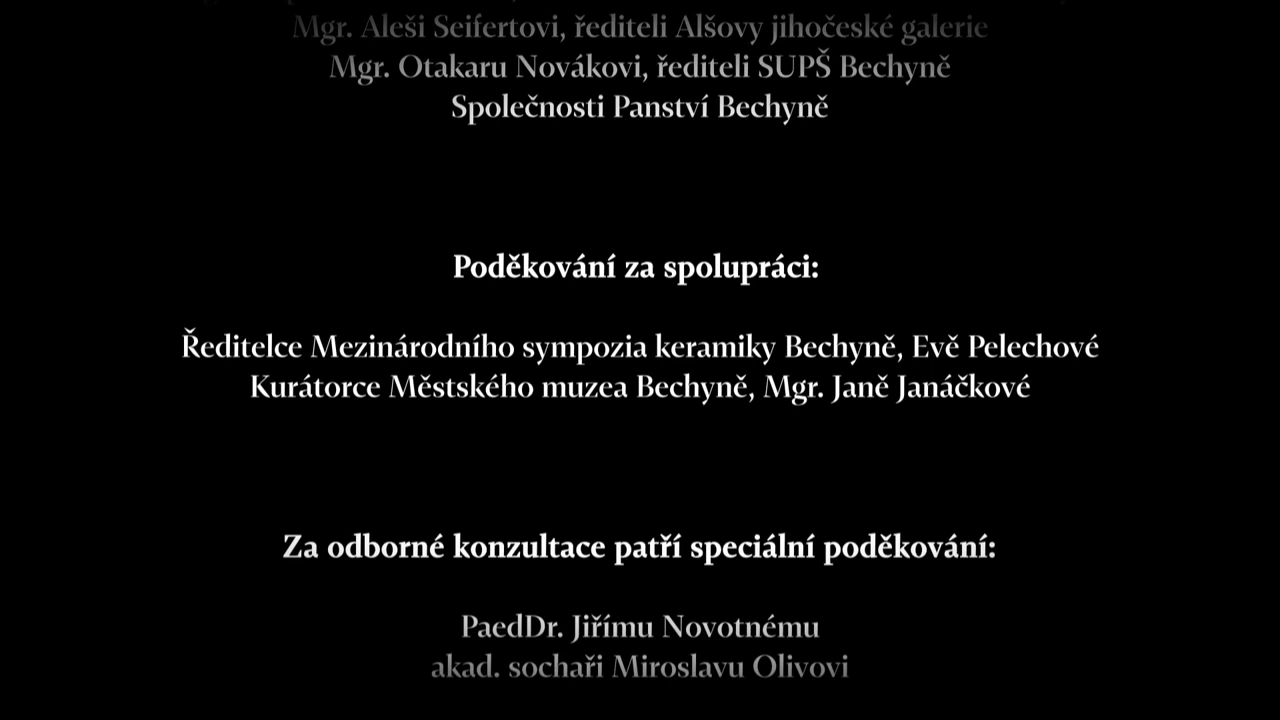 Mgr. Aleši Seifertovi, řediteli Alšovy jihočeské galerie
Mgr. Otakaru Novákovi, řediteli SUPŠ Bechyně
Společnosti Panství Bechyně
Poděkování za spolupráci:
Ředitelce Mezinárodního sympozia keramiky Bechyně, Evě Pelechové
Kurátorce Městského muzea Bechyně, Mgr. Janě Janáčkové
Za odborné konzultace patří speciální poděkování:
PaedDr. Jiřímu Novotnému
akad. sochaři Miroslavu Olivovi